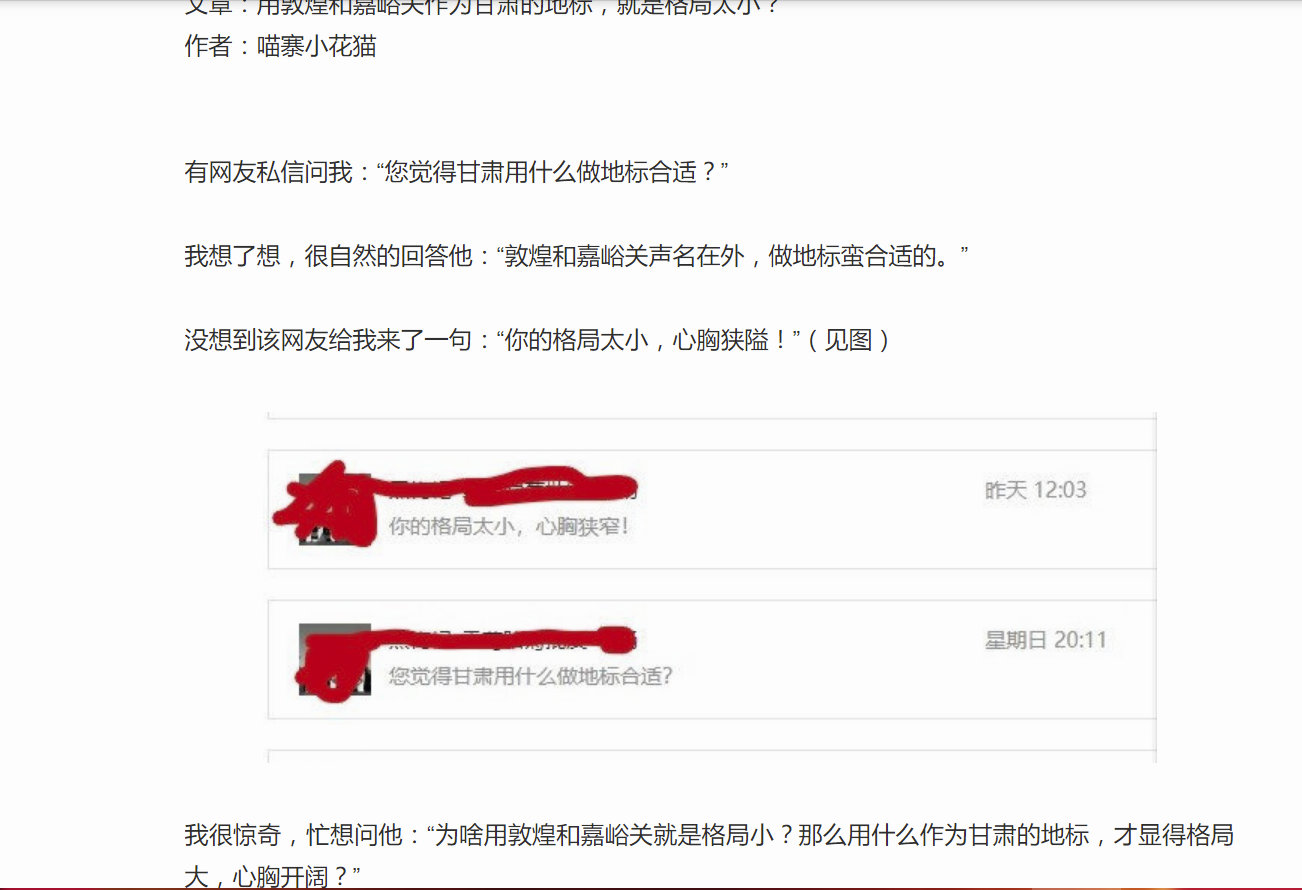 文章：用敦煌和嘉峪关作为甘肃的地标，就是格局太小？
作者：喵寨小花猫
有网友私信问我：“您觉得甘肃用什么做地标合适？”
我想了想，很自然的回答他：“敦煌和嘉峪关声名在外，做地标蛮合适的。”
没想到该网友给我来了一句：“你的格局太小，心胸狭隘！”（见图）
昨天 12:03
你的格局太小，心胸狭窄！
星期日 20:11
您觉得甘肃用什么做地标合适？
我很惊奇，忙想问他：“为啥用敦煌和嘉峪关就是格局小？那么用什么作为甘肃的地标，才显得格局
大，心胸开阔？”